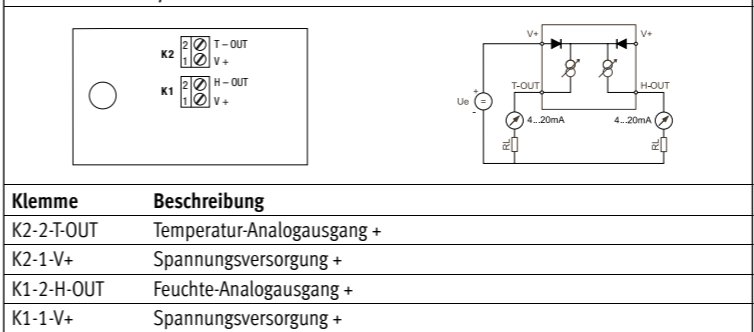 K2 2 T – OUT
1 V +
K1 2 H – OUT
1 V +
V+ V+
T-OUT H-OUT
Ue + = -
4...20mA 4...20mA
RL RL
Klemme Beschreibung
K2-2-T-OUT Temperatur-Analogausgang +
K2-1-V+ Spannungsversorgung +
K1-2-H-OUT Feuchte-Analogausgang +
K1-1-V+ Spannungsversorgung +